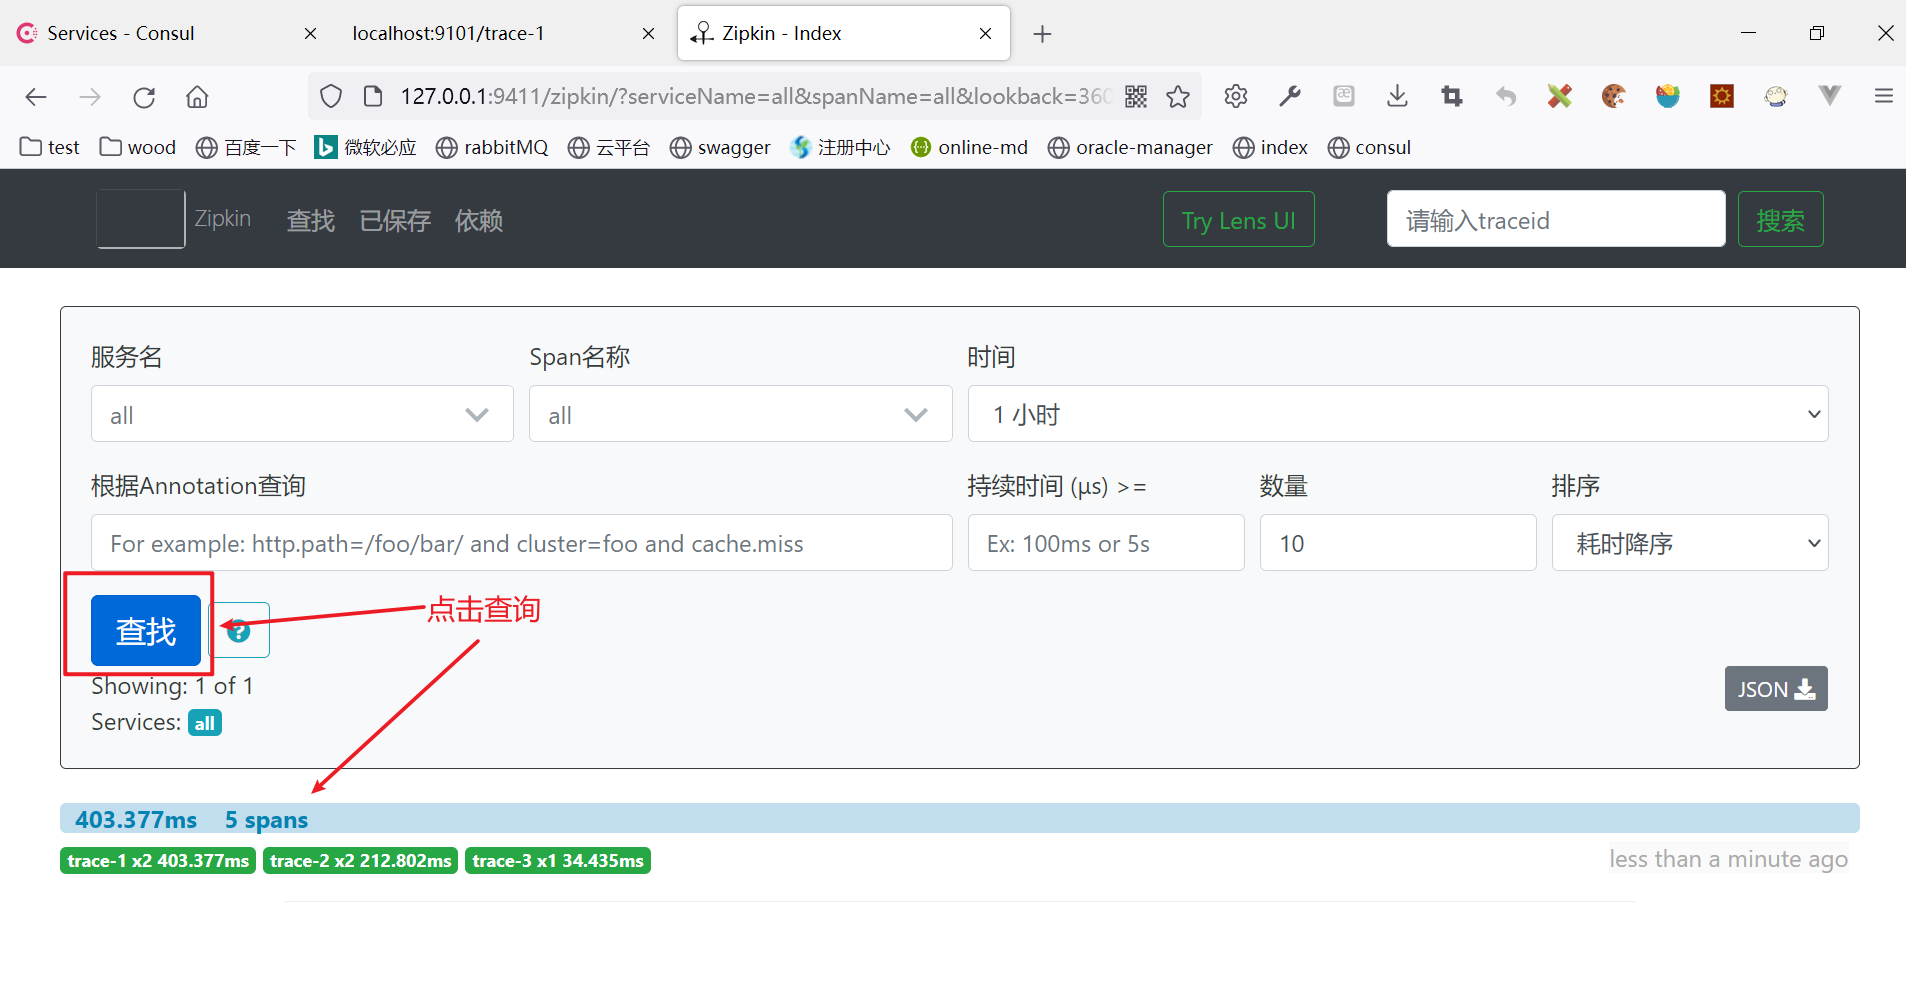 Services - Consul
localhost:9101/trace-1
Zipkin - Index
127.0.0.1:9411/zipkin/?serviceName=all&spanName=all&lookback=360
test wood 百度一下 微软必应 rabbitMQ 云平台 swagger 注册中心 online-md oracle-manager index consul
Zipkin 查找 已保存 依赖 Try Lens UI 请输入traceid 搜索
服务名 Span名称 时间
all all 1 小时
根据Annotation查询 持续时间 (μs) >= 数量 排序
For example: http.path=/foo/bar/ and cluster=foo and cache.miss Ex: 100ms or 5s 10 耗时降序
查找 ? 点击查询
Showing: 1 of 1
JSON
Services: all
403.377ms 5 spans
trace-1 x2 403.377ms trace-2 x2 212.802ms trace-3 x1 34.435ms less than a minute ago